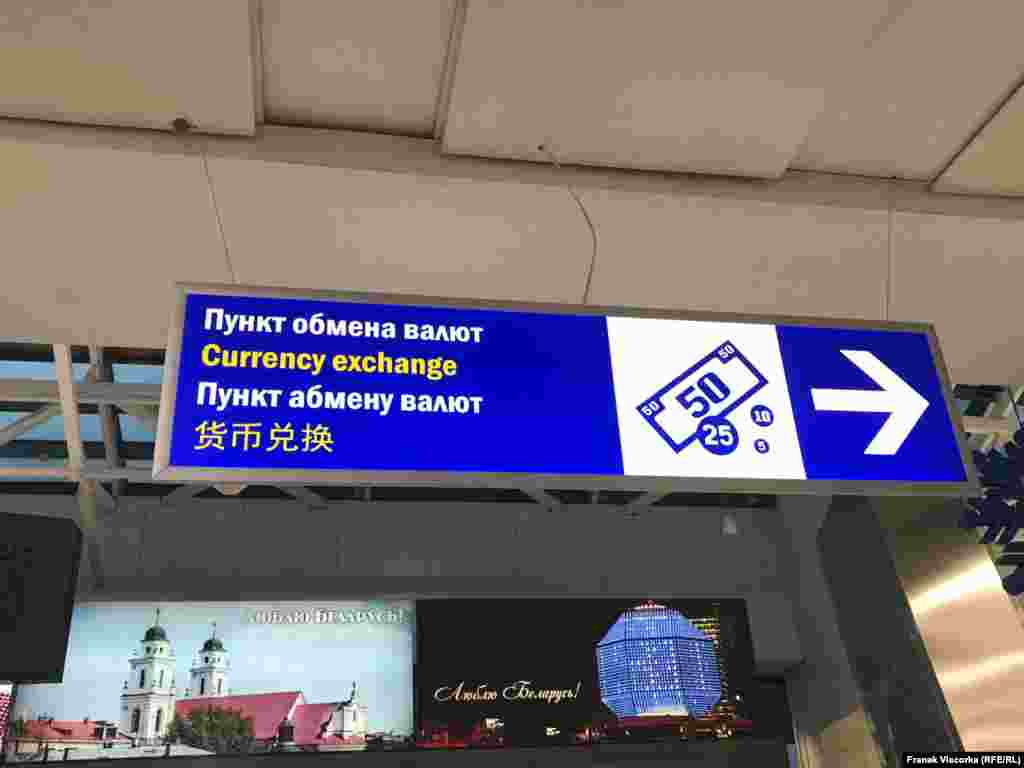 Пункт обмена валют
Currency exchange
Пункт абмену валют
货币兑换
50
50
50
25
10
5
ЛЮБЛЮ БЕЛАРУСЬ!
Люблю Беларусь!
Franak Viacorka (RFE/RL)